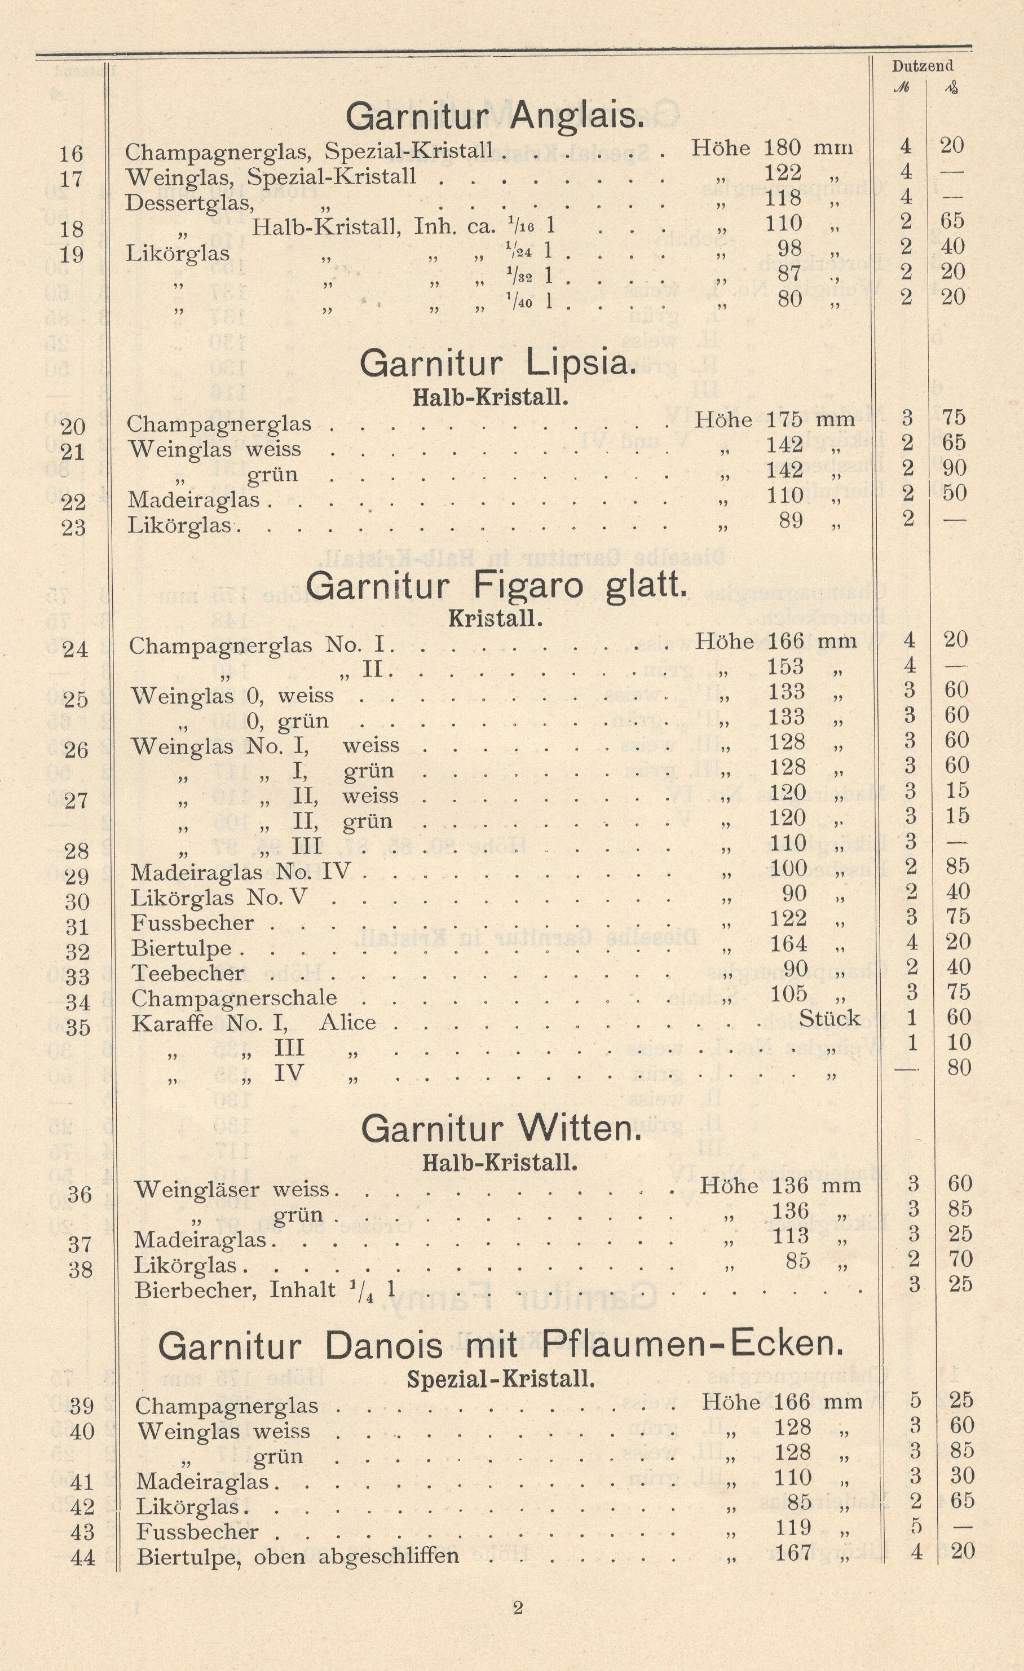 Dutzend
ℳ ₰
Garnitur Anglais.
16 Champagnerglas, Spezial-Kristall . . . . . . Höhe 180 mm 4 20
17 Weinglas, Spezial-Kristall . . . . . . . . „ 122 „ 4 —
Dessertglas, „ . . . . . . . . „ 118 „ 4 —
18 „ Halb-Kristall, Inh. ca. 1/16 l . . . „ 110 „ 2 65
19 Likörglas „ „ „ 1/24 l . . . . „ 98 „ 2 40
„ „ „ „ 1/32 l . . . . „ 87 „ 2 20
„ „ „ „ 1/40 l . . . . „ 80 „ 2 20
Garnitur Lipsia.
Halb-Kristall.
20 Champagnerglas . . . . . . . . . . . . Höhe 175 mm 3 75
21 Weinglas weiss . . . . . . . . . . . . „ 142 „ 2 65
„ grün . . . . . . . . . . . . „ 142 „ 2 90
22 Madeiraglas . . . . . . . . . . . . . . „ 110 „ 2 50
23 Likörglas . . . . . . . . . . . . . . . „ 89 „ 2 —
Garnitur Figaro glatt.
Kristall.
24 Champagnerglas No. I . . . . . . . . . . Höhe 166 mm 4 20
„ „ II . . . . . . . . . . „ 153 „ 4 —
25 Weinglas 0, weiss . . . . . . . . . . . „ 133 „ 3 60
„ 0, grün . . . . . . . . . . . „ 133 „ 3 60
26 Weinglas No. I, weiss . . . . . . . . . „ 128 „ 3 60
„ „ I, grün . . . . . . . . . „ 128 „ 3 60
27 „ „ II, weiss . . . . . . . . . „ 120 „ 3 15
„ „ II, grün . . . . . . . . . „ 120 „ 3 15
28 „ „ III . . . . . . . . . . . „ 110 „ 3 —
29 Madeiraglas No. IV . . . . . . . . . . . „ 100 „ 2 85
30 Likörglas No. V . . . . . . . . . . . . „ 90 „ 2 40
31 Fussbecher . . . . . . . . . . . . . . „ 122 „ 3 75
32 Biertulpe . . . . . . . . . . . . . . . „ 164 „ 4 20
33 Teebecher . . . . . . . . . . . . . . „ 90 „ 2 40
34 Champagnerschale . . . . . . . . . . . „ 105 „ 3 75
35 Karaffe No. I, Alice . . . . . . . . . . . . . Stück 1 60
„ „ III „ . . . . . . . . . . . . . . „ 1 10
„ „ IV „ . . . . . . . . . . . . . . „ — 80
Garnitur Witten.
Halb-Kristall.
36 Weingläser weiss . . . . . . . . . . . . Höhe 136 mm 3 60
„ grün . . . . . . . . . . . . „ 136 „ 3 85
37 Madeiraglas . . . . . . . . . . . . . . „ 113 „ 3 25
38 Likörglas . . . . . . . . . . . . . . . „ 85 „ 2 70
Bierbecher, Inhalt 1/4 l . . . . . . . . . . . . . . . 3 25
Garnitur Danois mit Pflaumen-Ecken.
Spezial-Kristall.
39 Champagnerglas . . . . . . . . . . . . Höhe 166 mm 5 25
40 Weinglas weiss . . . . . . . . . . . . „ 128 „ 3 60
„ grün . . . . . . . . . . . . „ 128 „ 3 85
41 Madeiraglas . . . . . . . . . . . . . . „ 110 „ 3 30
42 Likörglas . . . . . . . . . . . . . . . „ 85 „ 2 65
43 Fussbecher . . . . . . . . . . . . . . „ 119 „ 5 —
44 Biertulpe, oben abgeschliffen . . . . . . „ 167 „ 4 20
2